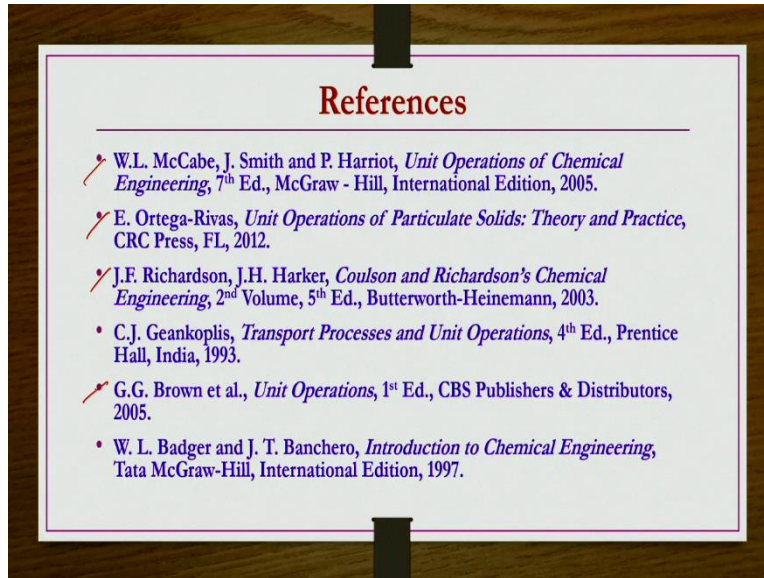 References
• W.L. McCabe, J. Smith and P. Harriot, Unit Operations of Chemical
Engineering, 7th Ed., McGraw - Hill, International Edition, 2005.
• E. Ortega-Rivas, Unit Operations of Particulate Solids: Theory and Practice,
CRC Press, FL, 2012.
• J.F. Richardson, J.H. Harker, Coulson and Richardson's Chemical
Engineering, 2nd Volume, 5th Ed., Butterworth-Heinemann, 2003.
• C.J. Geankoplis, Transport Processes and Unit Operations, 4th Ed., Prentice
Hall, India, 1993.
• G.G. Brown et al., Unit Operations, 1st Ed., CBS Publishers & Distributors,
2005.
• W. L. Badger and J. T. Banchero, Introduction to Chemical Engineering,
Tata McGraw-Hill, International Edition, 1997.